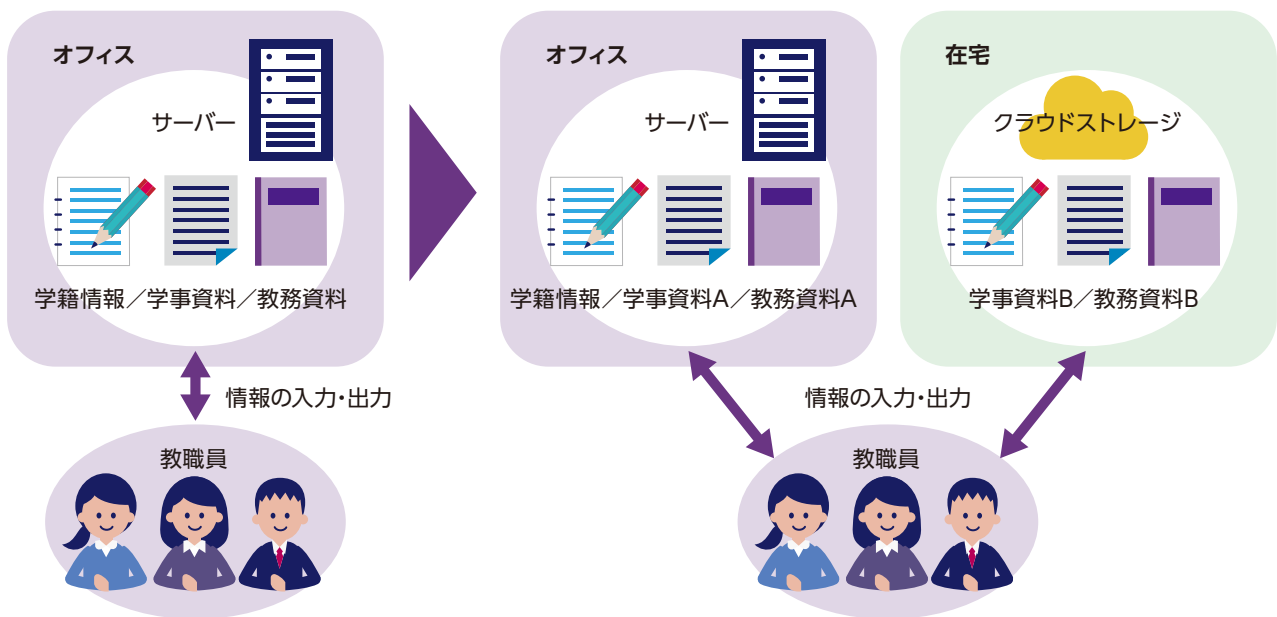 オフィス
サーバー
学籍情報／学事資料／教務資料
情報の入力・出力
教職員
オフィス
サーバー
学籍情報／学事資料A／教務資料A
在宅
クラウドストレージ
学事資料B／教務資料B
情報の入力・出力
教職員